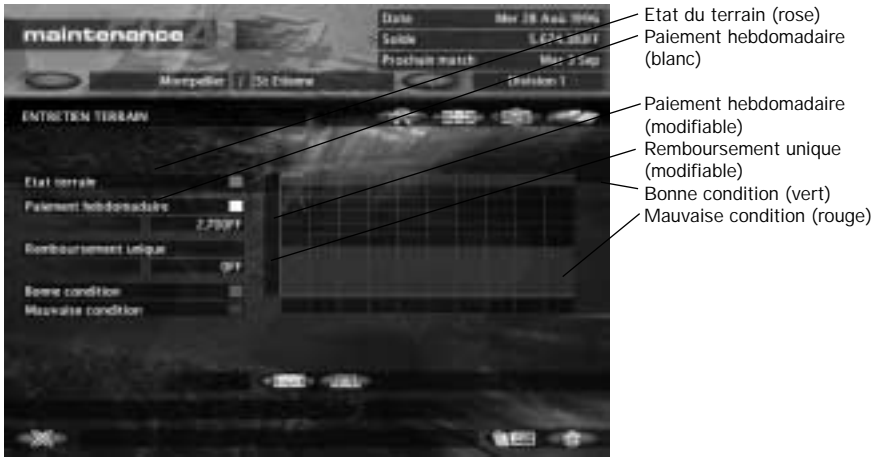 maintenance
Date Mer 28 Aoû 1996
Solde
Prochain match Sep
Montpellier / St Etienne Division 1
ENTRETIEN TERRAIN
Etat terrain
Paiement hebdomadaire
2,700FF
Remboursement unique
0FF
Bonne condition
Mauvaise condition
Etat du terrain (rose)
Paiement hebdomadaire
(blanc)
Paiement hebdomadaire
(modifiable)
Remboursement unique
(modifiable)
Bonne condition (vert)
Mauvaise condition (rouge)